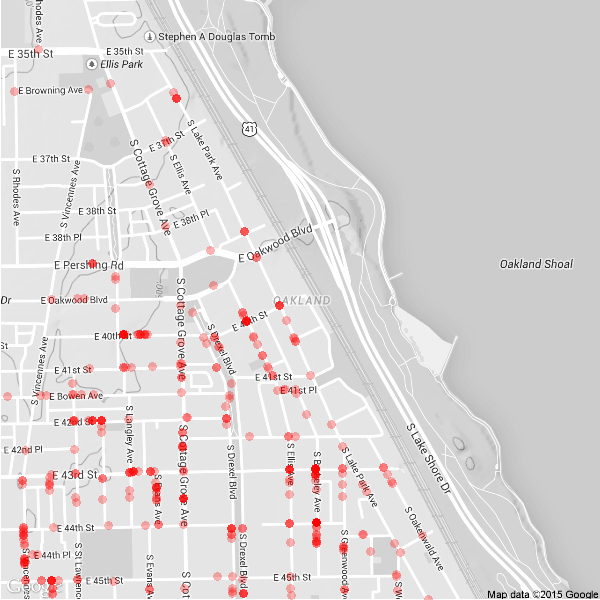 S Rhodes Ave
Stephen A Douglas Tomb
E 35th St
Ellis Park
E Browning Ave
41
S Lake Park Ave
E 37th St
E 37th St
S Cottage Grove Ave
S Ellis Ave
S Vincennes Ave
S Rhodes Ave
E 38th St
E 38th Pl
E 38th Pl
E Oakwood Blvd
E Pershing Rd
Oakland Shoal
S Cottage Grove Ave
Dr
E Oakwood Blvd
OAKLAND
E 40th St
E 40th St
S Drexel Blvd
S Vincennes Ave
E 41st St
E 41st St
E 41st Pl
E Bowen Ave
S Langley Ave
E 42nd St
S Cottage Grove Ave
S Lake Shore Dr
E 42nd Pl
S Drexel Blvd
S Ellis Ave
S Berkeley Ave
S Lake Park Ave
E 43rd St
S Evans Ave
S Oakenwald Ave
E 44th St
S Drexel Blvd
S Greenwood Ave
E 44th Pl
S St Lawrence
S Evans
S Cot
E 45th St
E 45th St
Google
Map data ©2015 Google